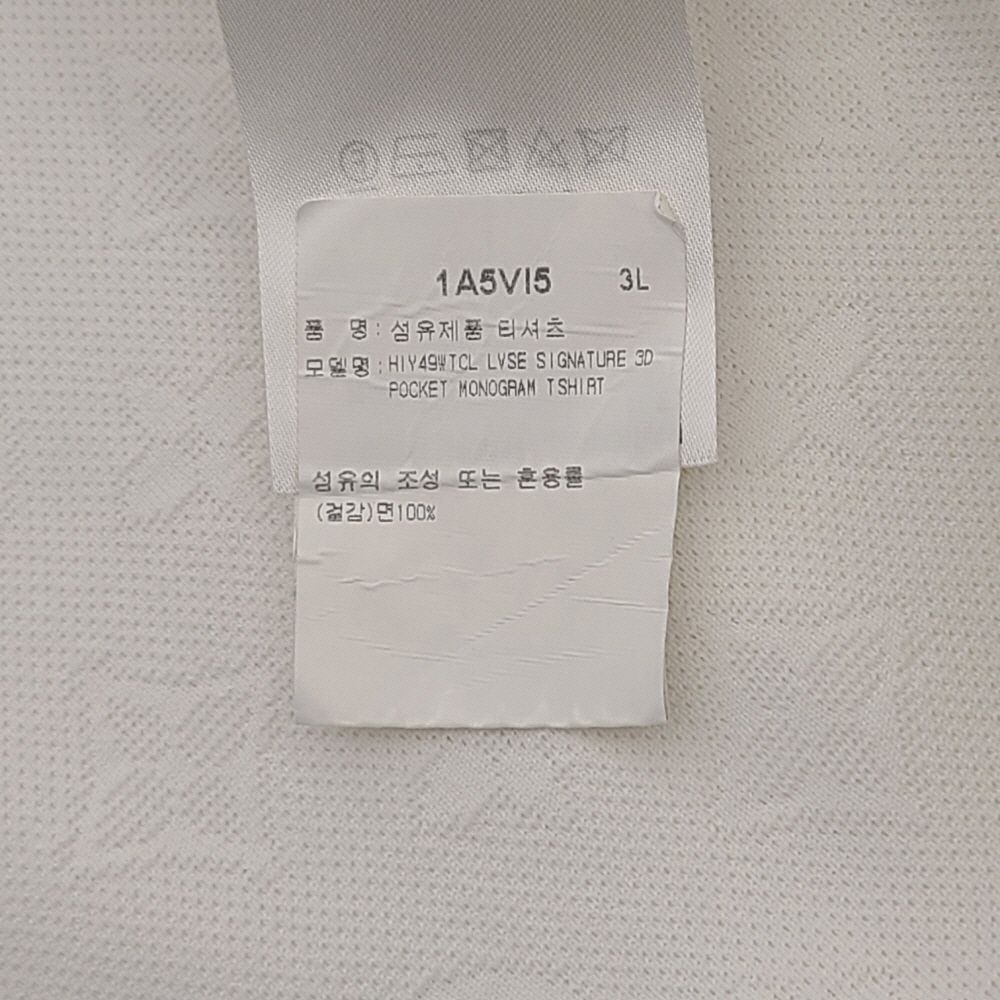 1A5VI5 3L
품 명 : 섬유제품 티셔츠
모델명 : HIY49WTCL LVSE SIGNATURE 3D
POCKET MONOGRAM TSHIRT
섬유의 조성 또는 혼용률
(겉감)면100%